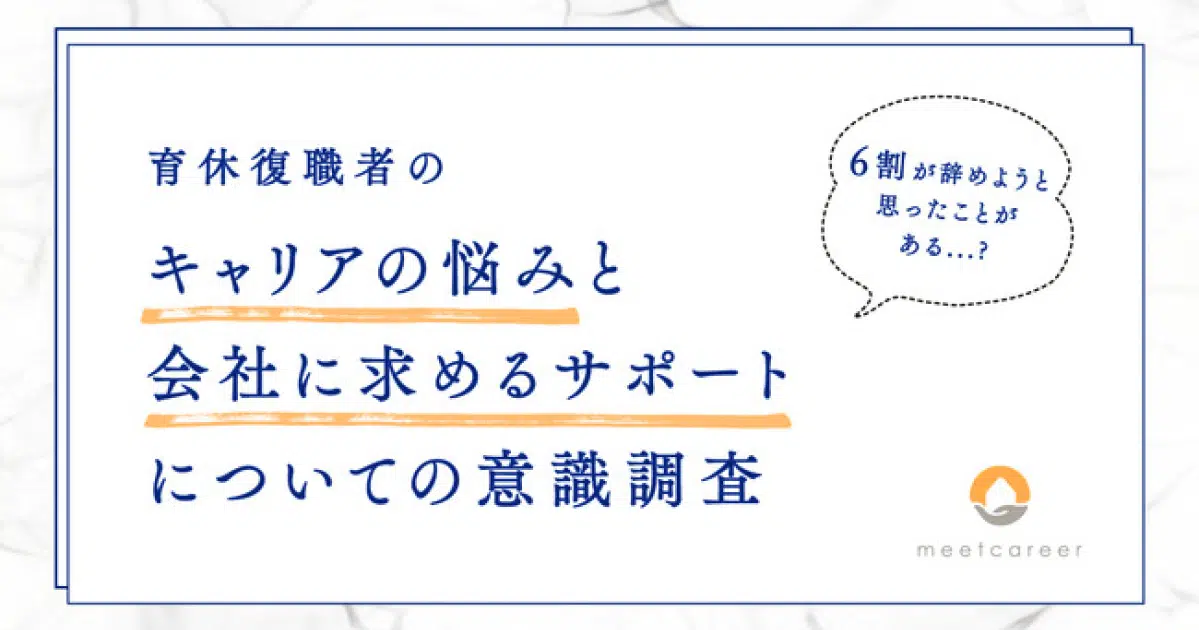 育休復職者の
キャリアの悩みと
会社に求めるサポート
についての意識調査
6割が辞めようと
思ったことが
ある...?
meetcareer